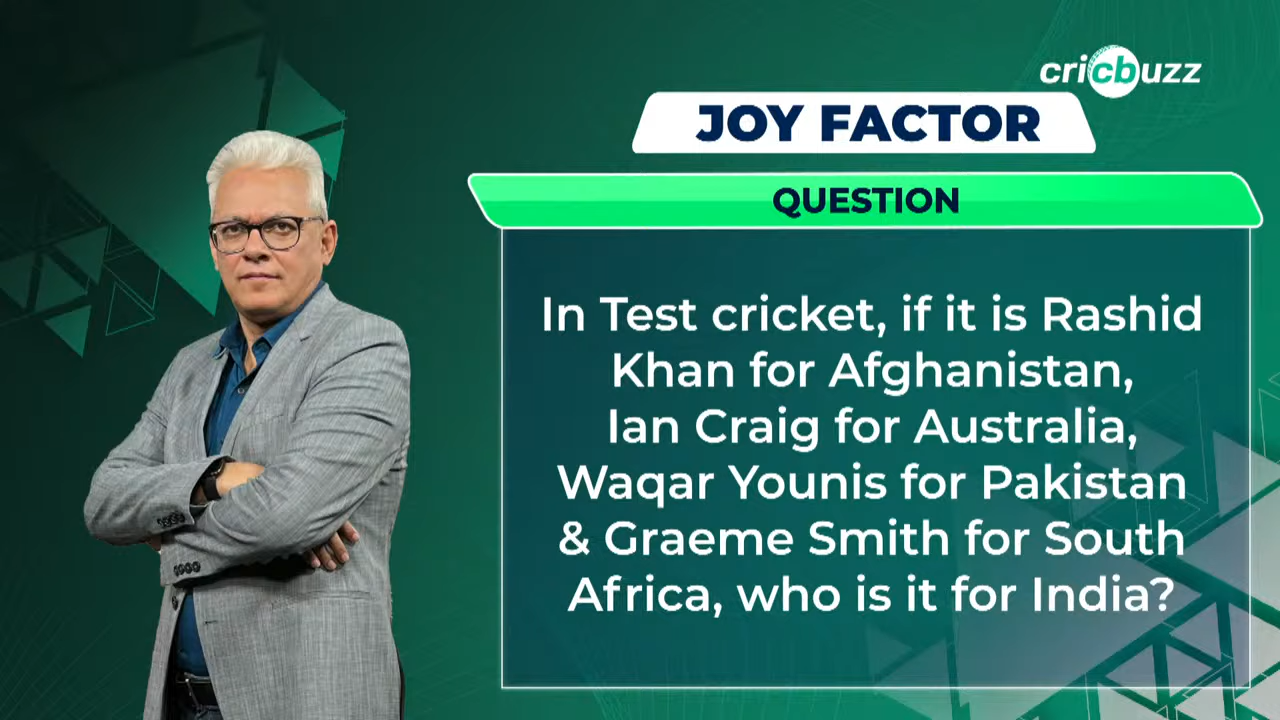 cricbuzz
JOY FACTOR
QUESTION
In Test cricket, if it is Rashid
Khan for Afghanistan,
Ian Craig for Australia,
Waqar Younis for Pakistan
& Graeme Smith for South
Africa, who is it for India?